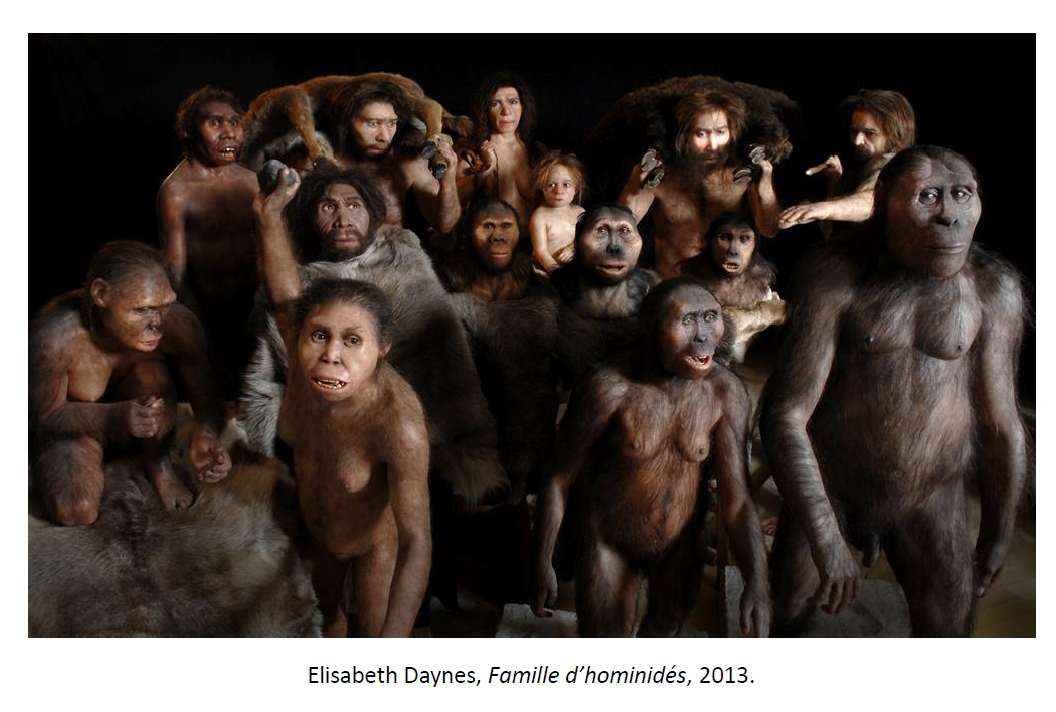 Elisabeth Daynes, Famille d’hominidés, 2013.